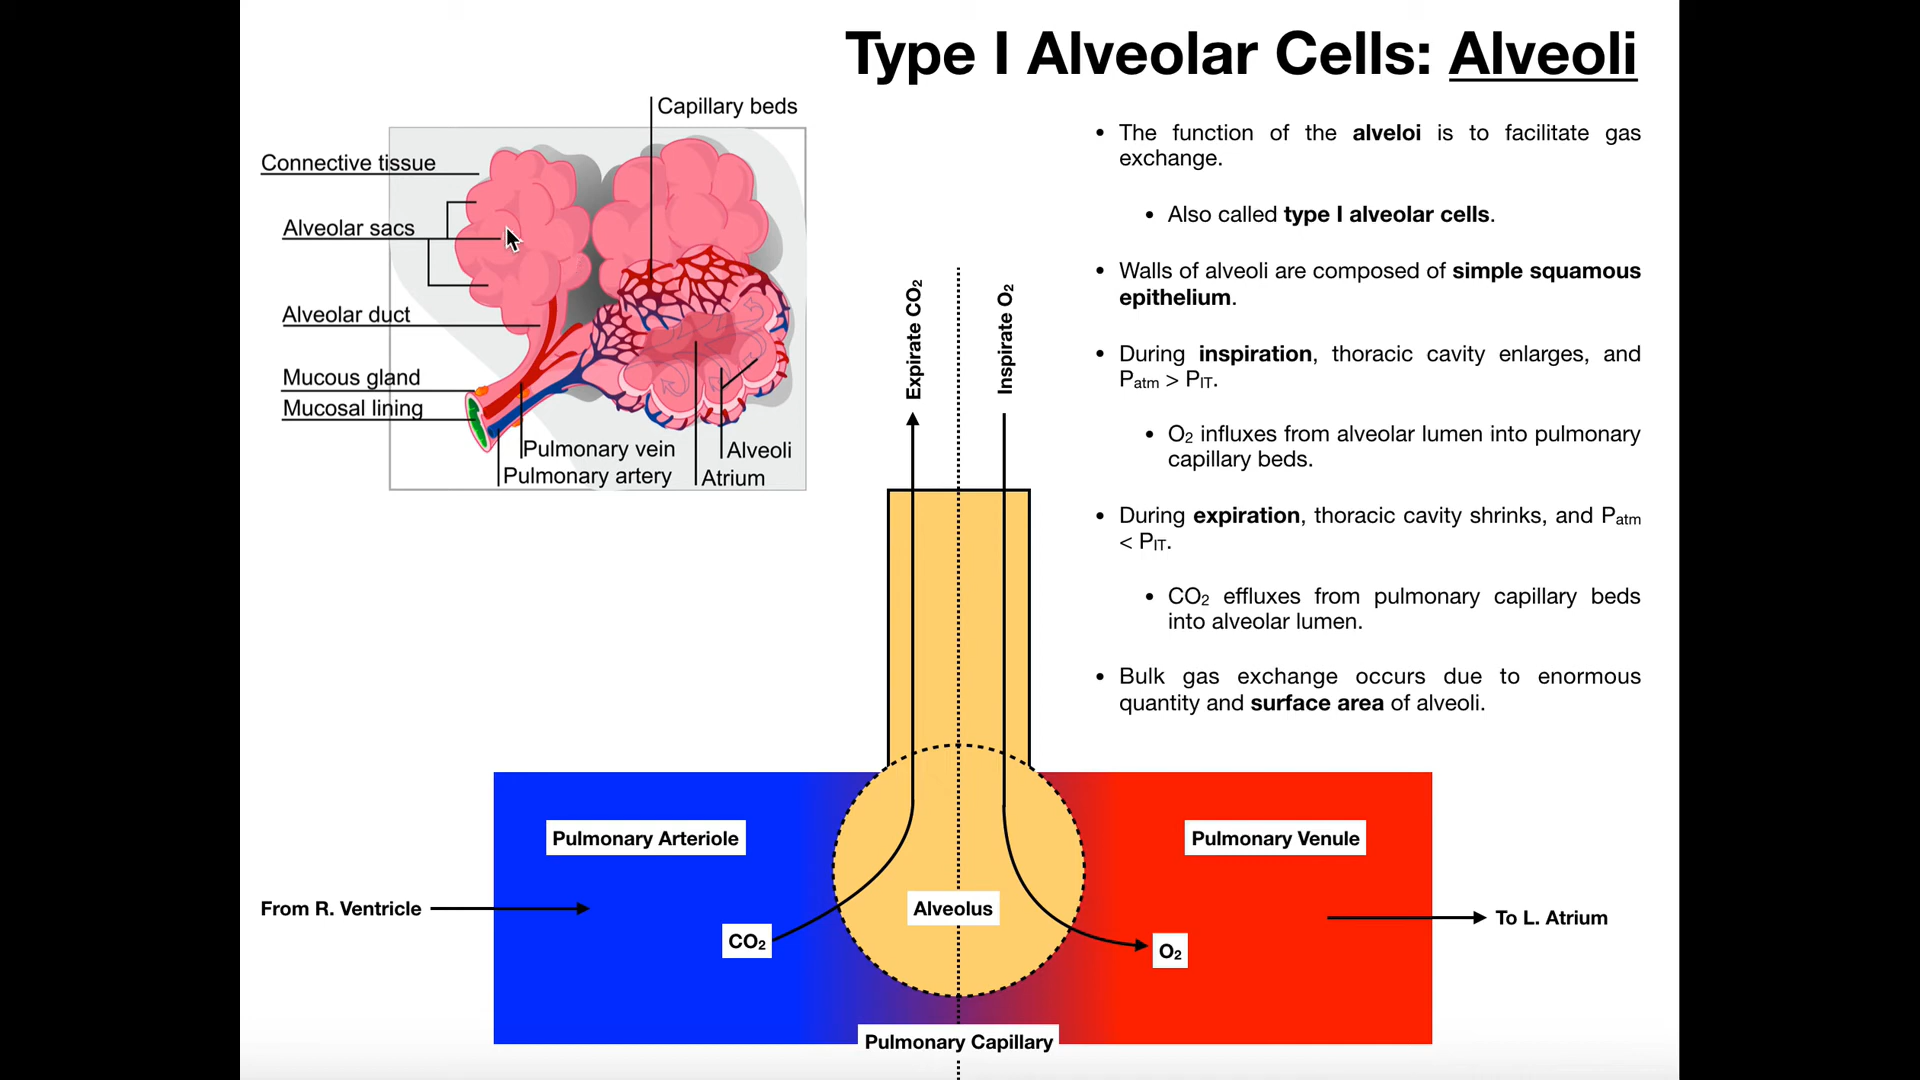 Type I Alveolar Cells: Alveoli
Capillary beds
Connective tissue
Alveolar sacs
Alveolar duct
Mucous gland
Mucosal lining
Pulmonary vein
Pulmonary artery
Alveoli
Atrium
• The function of the alveloi is to facilitate gas
exchange.
• Also called type I alveolar cells.
• Walls of alveoli are composed of simple squamous
epithelium.
• During inspiration, thoracic cavity enlarges, and
Patm > PIT.
• O2 influxes from alveolar lumen into pulmonary
capillary beds.
• During expiration, thoracic cavity shrinks, and Patm
< PIT.
• CO2 effluxes from pulmonary capillary beds
into alveolar lumen.
• Bulk gas exchange occurs due to enormous
quantity and surface area of alveoli.
Expirate CO2
Inspirate O2
Pulmonary Arteriole
Pulmonary Venule
From R. Ventricle
Alveolus
To L. Atrium
CO2
O2
Pulmonary Capillary